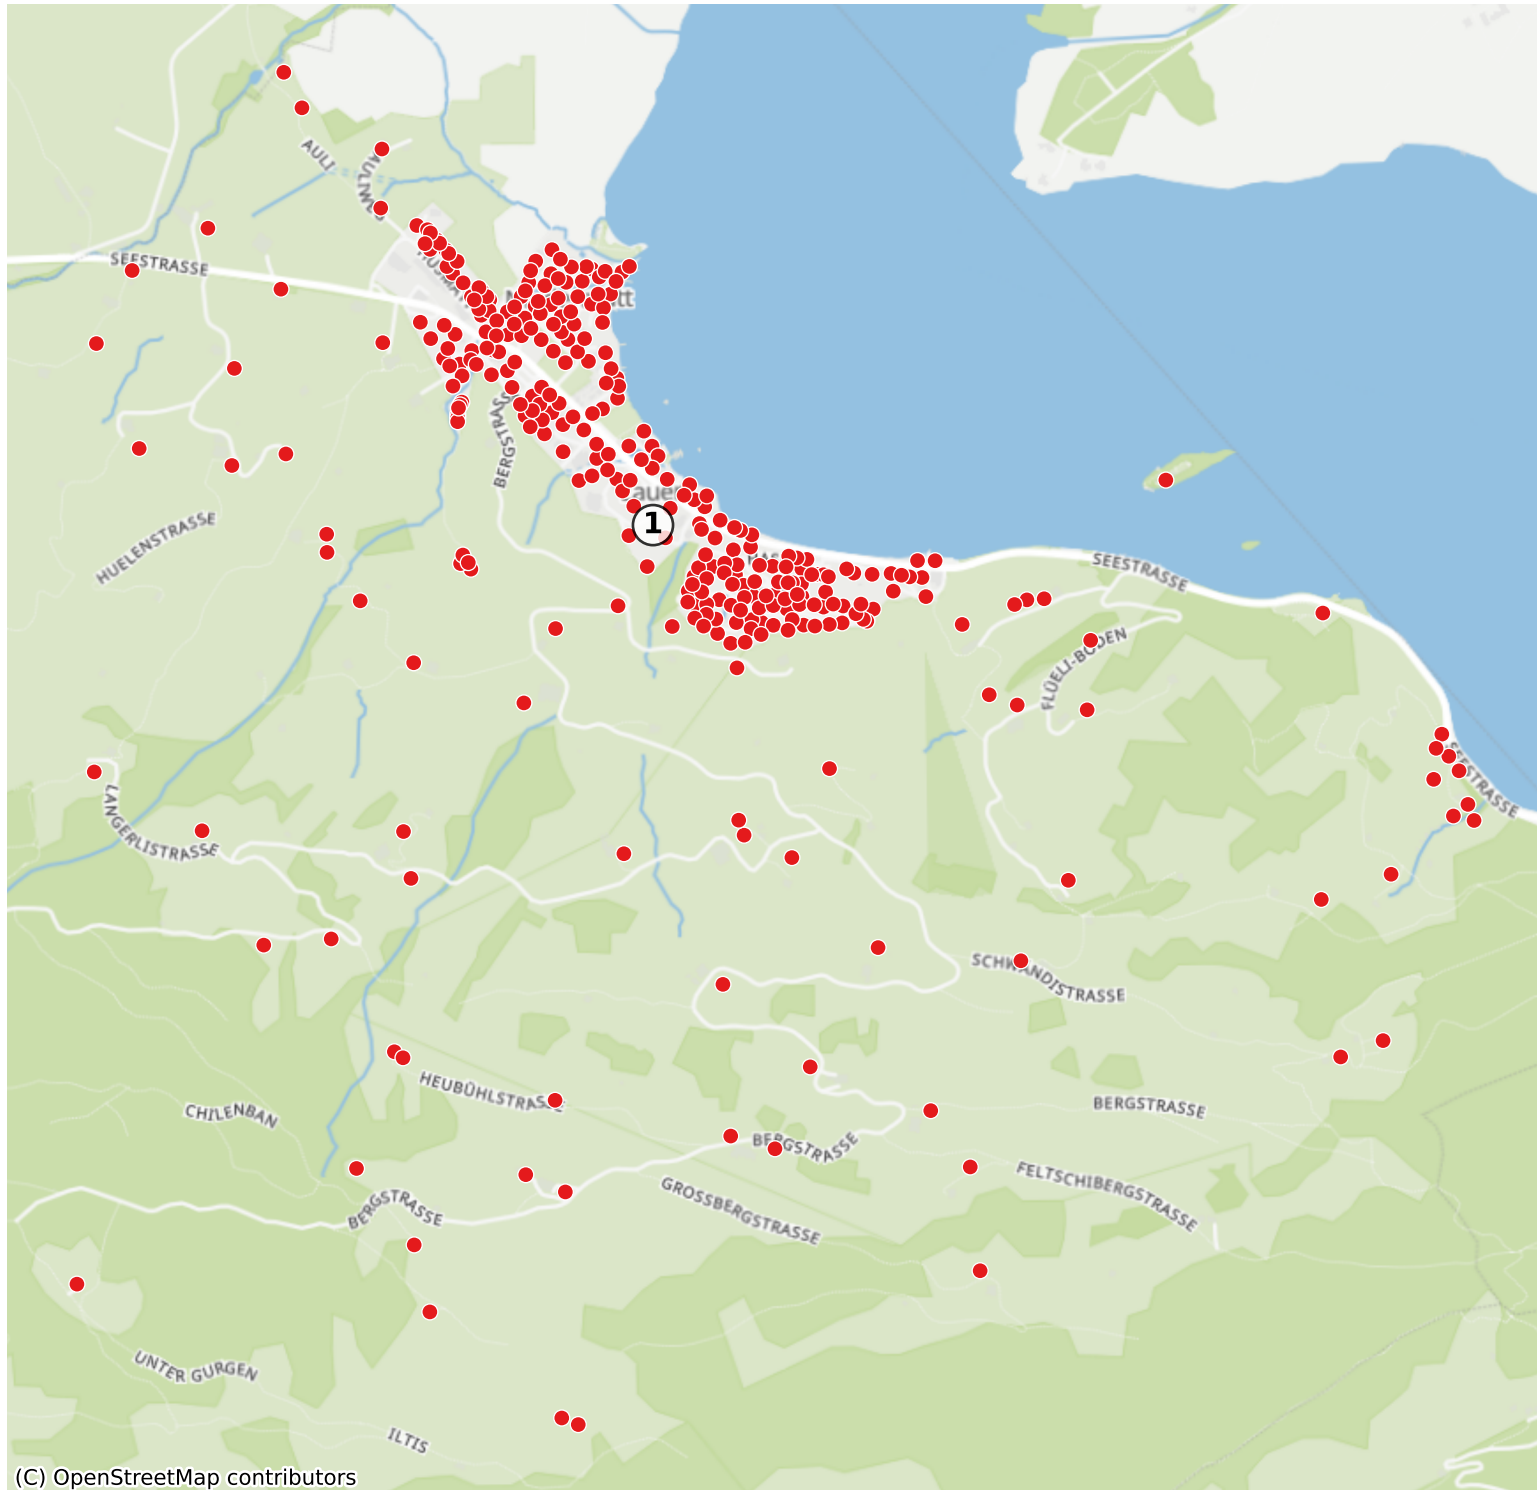 AULI
SEESTRASSE
BERGSTRASSE
1
SEESTRASSE
HUELENSTRASSE
FLÜELI-BODEN
SEESTRASSE
LANGERLISTRASSE
SCHWANDISTRASSE
HEUBÜHLSTRASSE
CHILENBAN
BERGSTRASSE
BERGSTRASSE
FELTSCHIBERGSTRASSE
BERGSTRASSE
GROSSBERGSTRASSE
UNTER GURGEN
ILTIS
(C) OpenStreetMap contributors